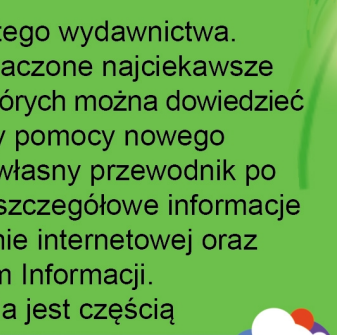 zego wydawnictwa.
aczone najciekawsze
órych można dowiedzieć
y pomocy nowego
własny przewodnik po
szczegółowe informacje
nie internetowej oraz
m Informacji.
a jest częścią